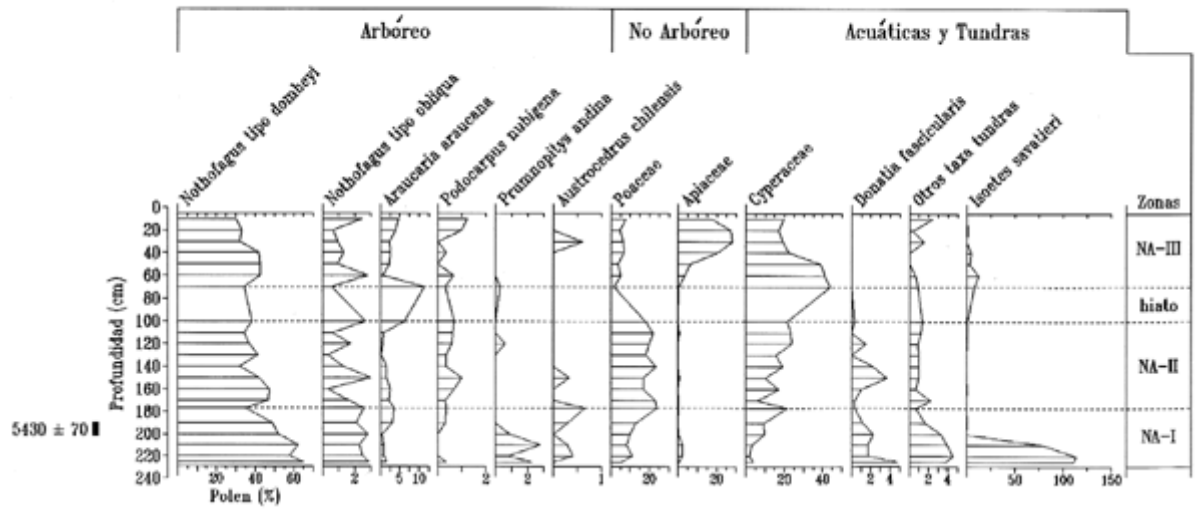 Arbóreo No Arbóreo Acuáticas y Tundras
Nothofagus tipo dombeyi
Nothofagus tipo obliqua
Araucaria araucana
Podocarpus nubigena
Prumnopitys andina
Austrocedrus chilensis
Poaceae
Apiaceae
Cyperaceae
Donatia fascicularis
Otros taxa tundras
Isoetes savatieri
Zonas
Profundidad (cm)
0
20
40
60
80
100
120
140
160
180
200
220
240
NA-III
hiato
NA-II
NA-I
5430 ± 70
20 40 60 2 5 10 2 2 1 20 20 20 40 2 4 2 4 50 100 150
Polen (%)